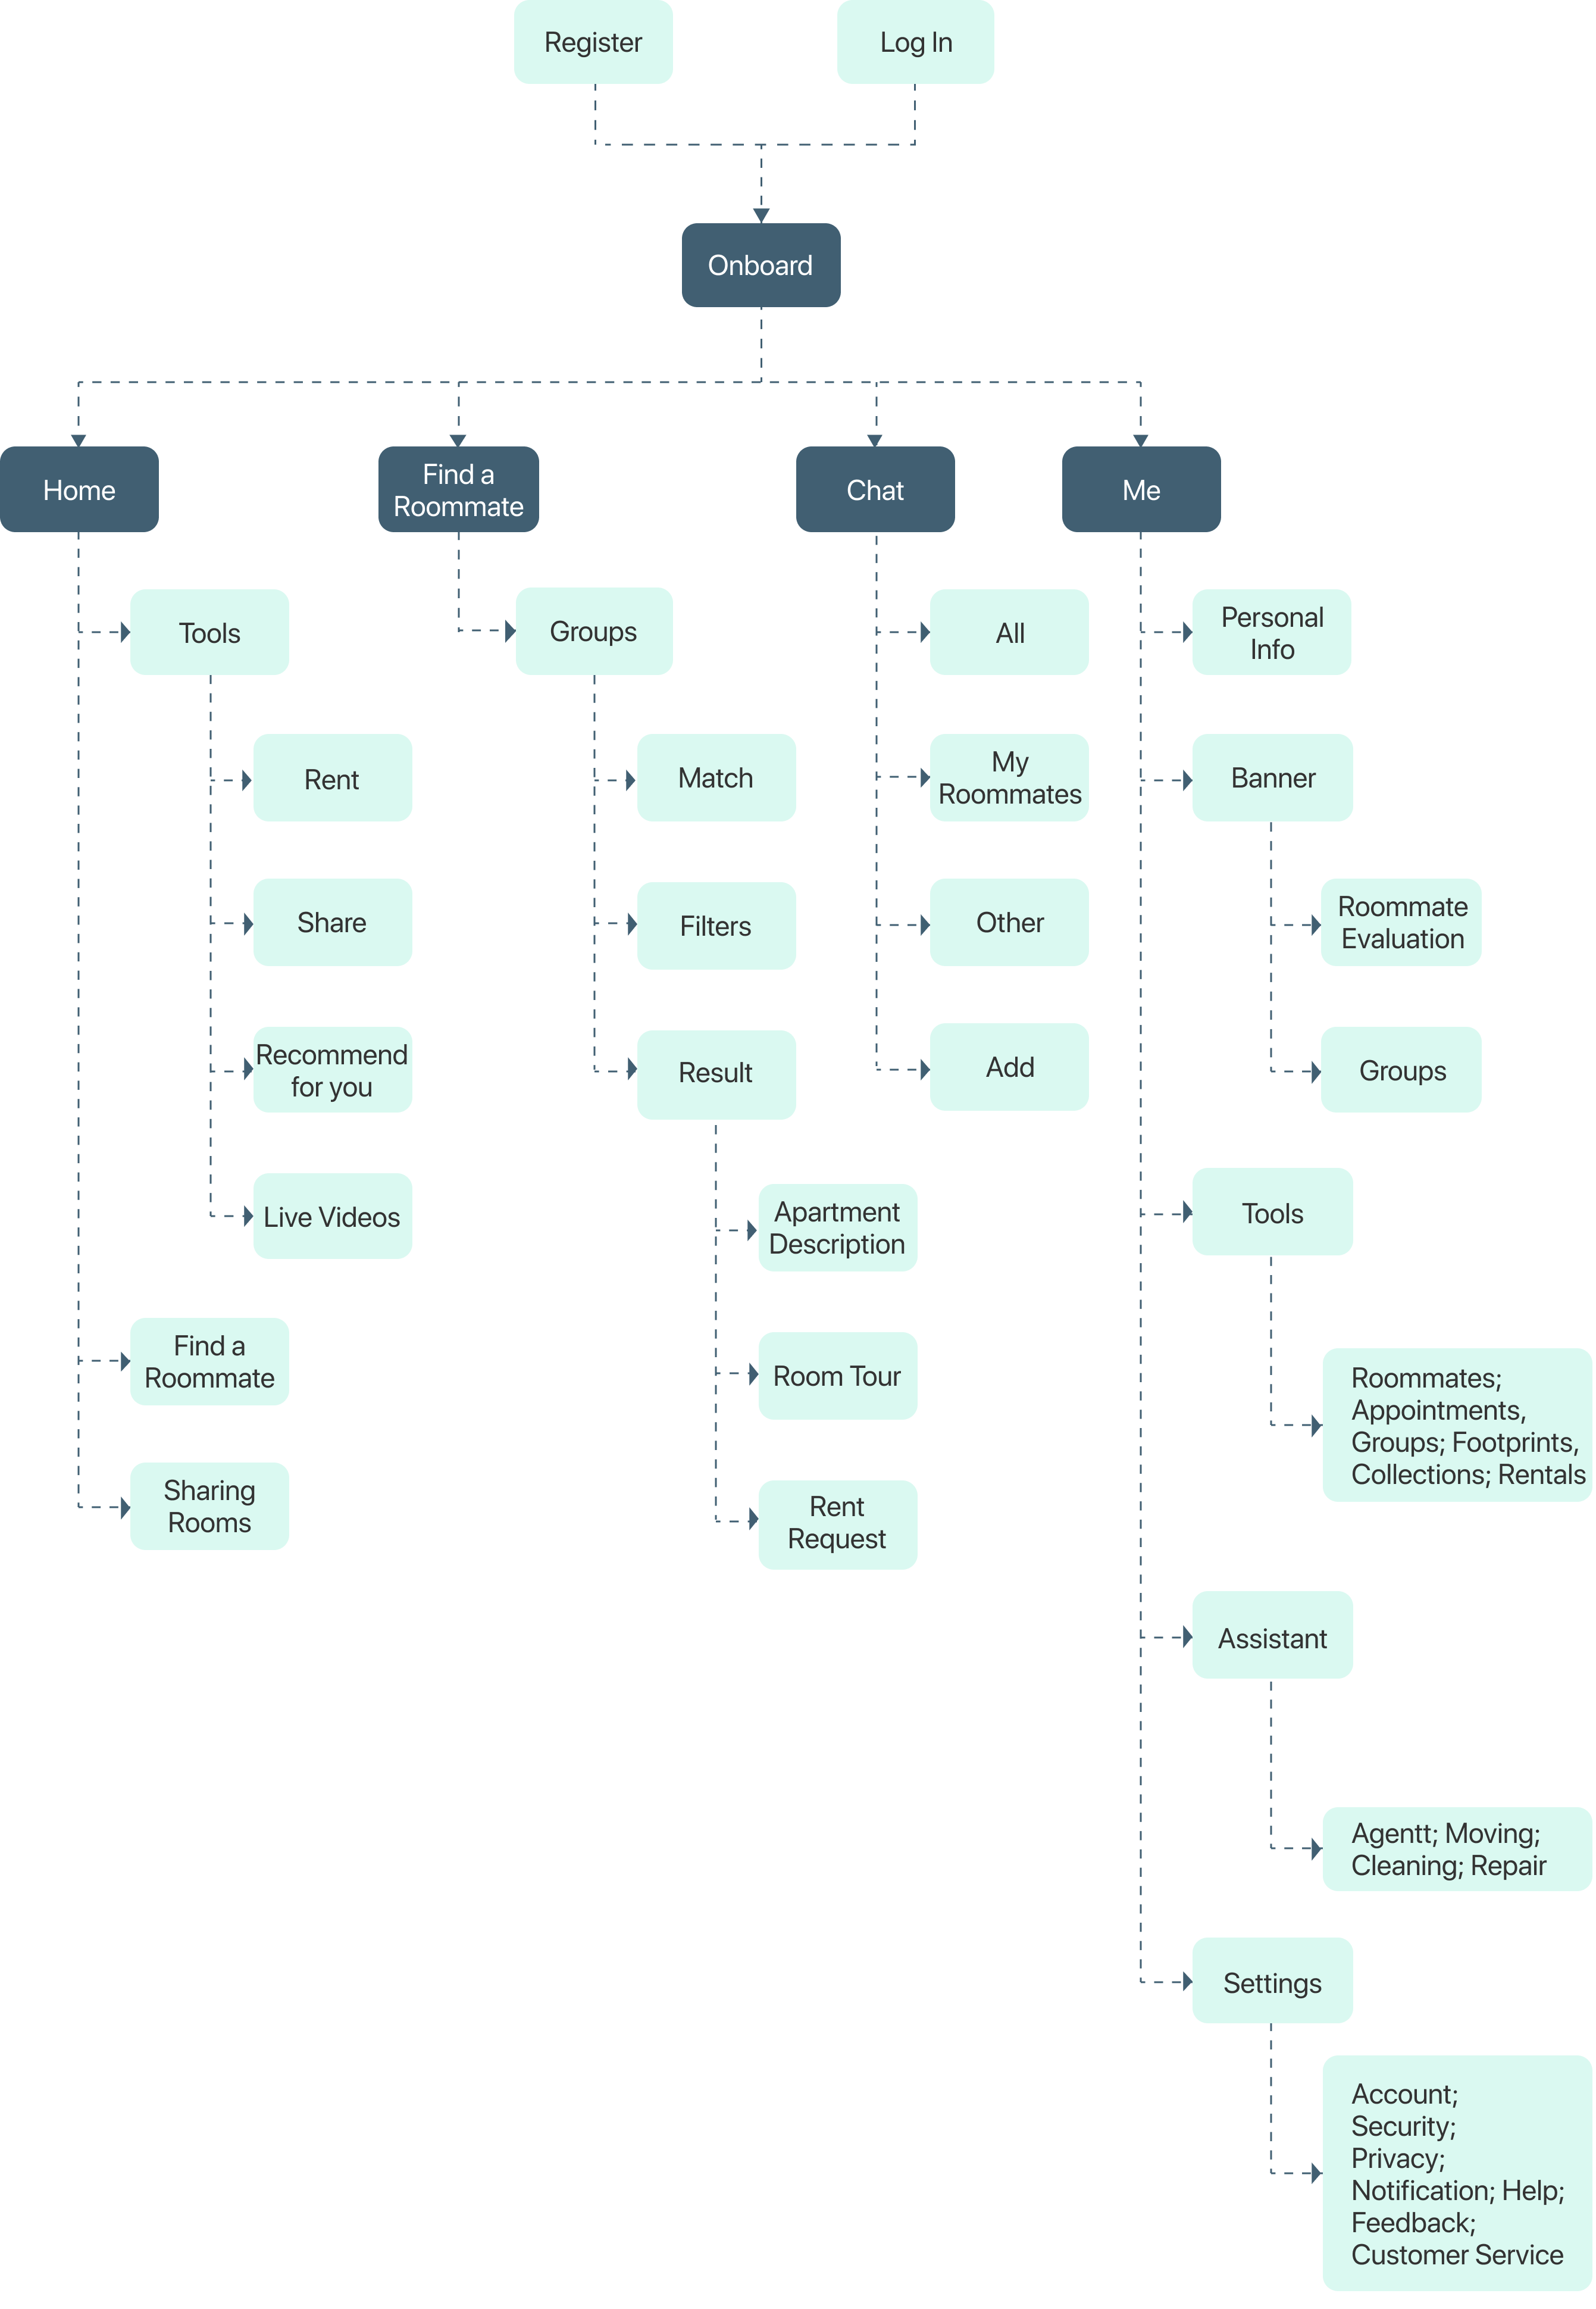 Register
Log In
Onboard
Home
Find a
Roommate
Chat
Me
Tools
Rent
Share
Recommend
for you
Live Videos
Find a
Roommate
Sharing
Rooms
Groups
Match
Filters
Result
Apartment
Description
Room Tour
Rent
Request
All
My
Roommates
Other
Add
Personal
Info
Banner
Roommate
Evaluation
Groups
Tools
Roommates;
Appointments,
Groups; Footprints,
Collections; Rentals
Assistant
Agentt; Moving;
Cleaning; Repair
Settings
Account;
Security;
Privacy;
Notification; Help;
Feedback;
Customer Service